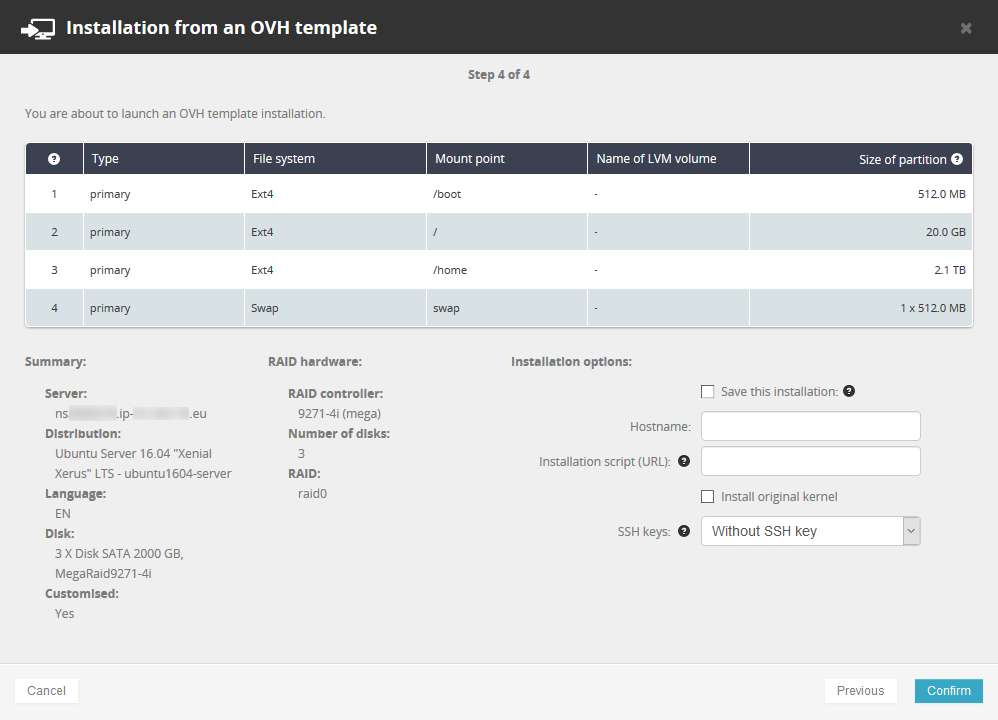 Installation from an OVH template
Step 4 of 4
You are about to launch an OVH template installation.
Type File system Mount point Name of LVM volume Size of partition
1 primary Ext4 /boot - 512.0 MB
2 primary Ext4 / - 20.0 GB
3 primary Ext4 /home - 2.1 TB
4 primary Swap swap - 1 x 512.0 MB
Summary:
Server:
ns .ip- .eu
Distribution:
Ubuntu Server 16.04 "Xenial
Xerus" LTS - ubuntu1604-server
Language:
EN
Disk:
3 X Disk SATA 2000 GB,
MegaRaid9271-4i
Customised:
Yes
RAID hardware:
RAID controller:
9271-4i (mega)
Number of disks:
3
RAID:
raid0
Installation options:
Save this installation:
Hostname:
Installation script (URL):
Install original kernel
SSH keys: Without SSH key
Cancel Previous Confirm